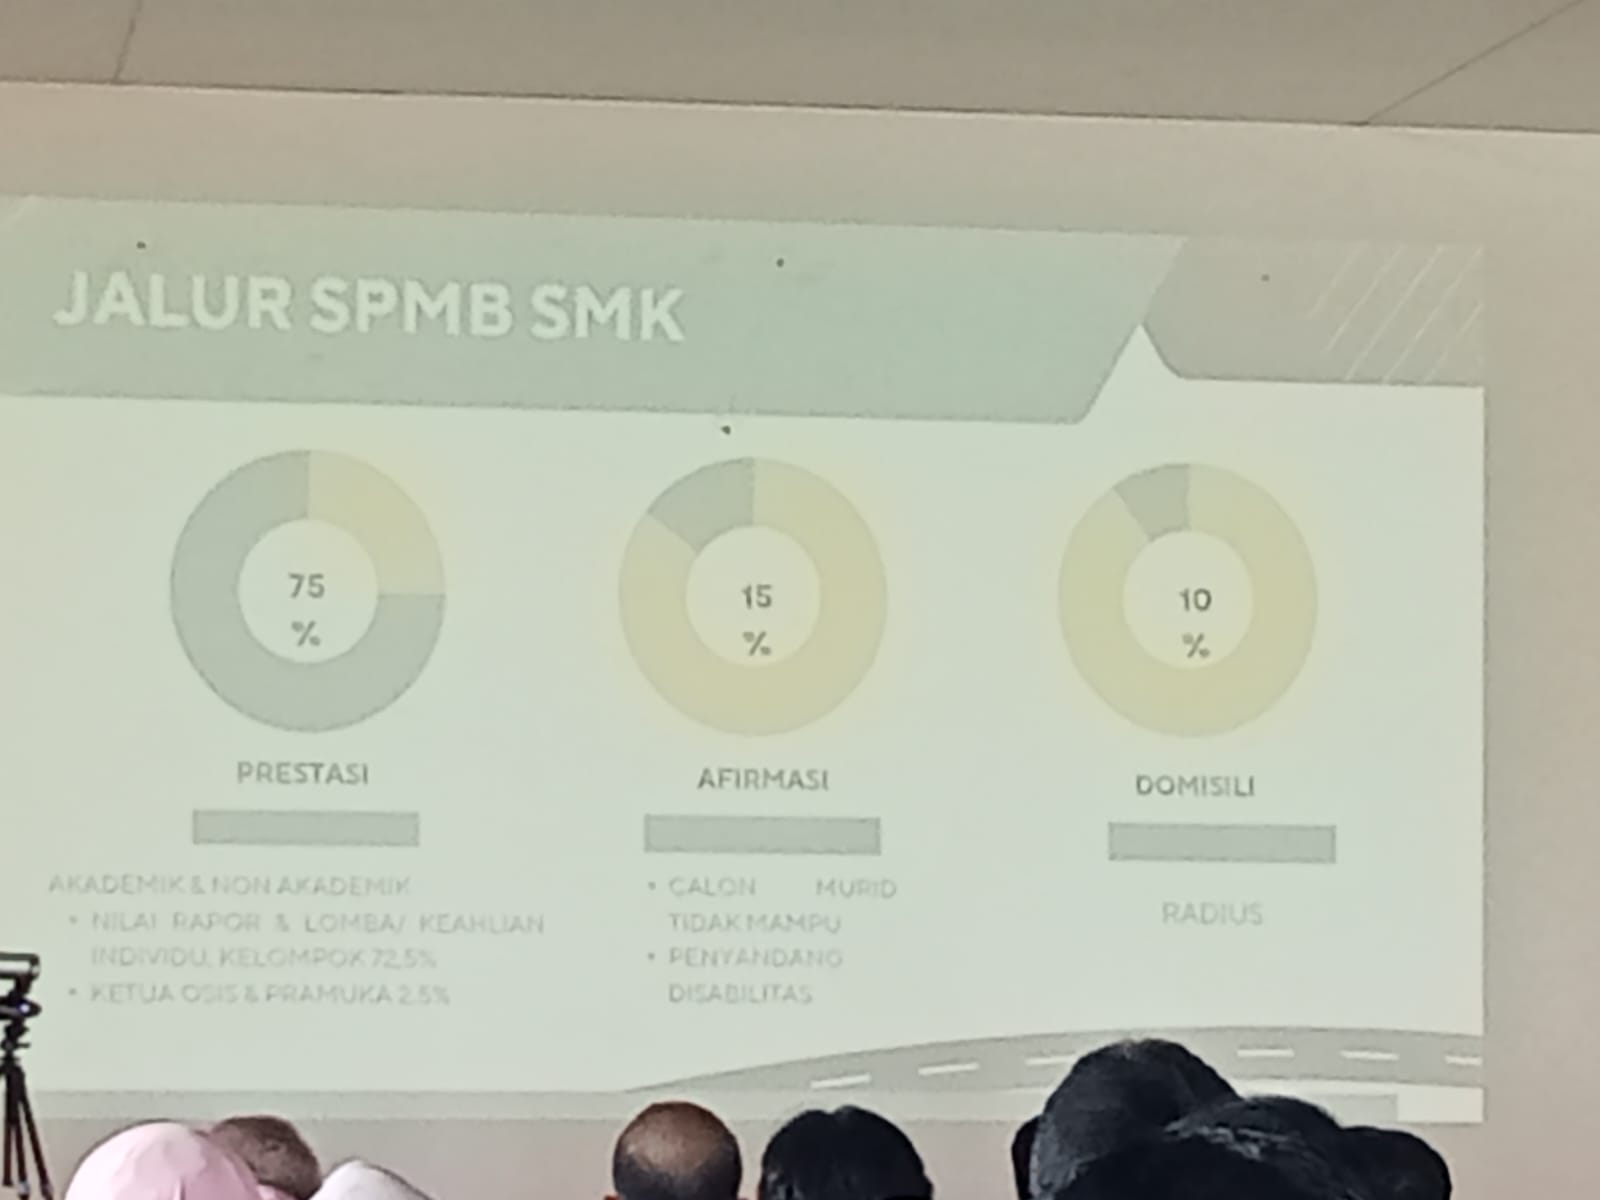 JALUR SPMB SMK
75
%
PRESTASI
AKADEMIK & NON AKADEMIK
• NILAI RAPOR & LOMBA/ KEAHLIAN
INDIVIDU, KELOMPOK 72,5%
• KETUA OSIS & PRAMUKA 2,5%
15
%
AFIRMASI
• CALON MURID
TIDAK MAMPU
• PENYANDANG
DISABILITAS
10
%
DOMISILI
RADIUS